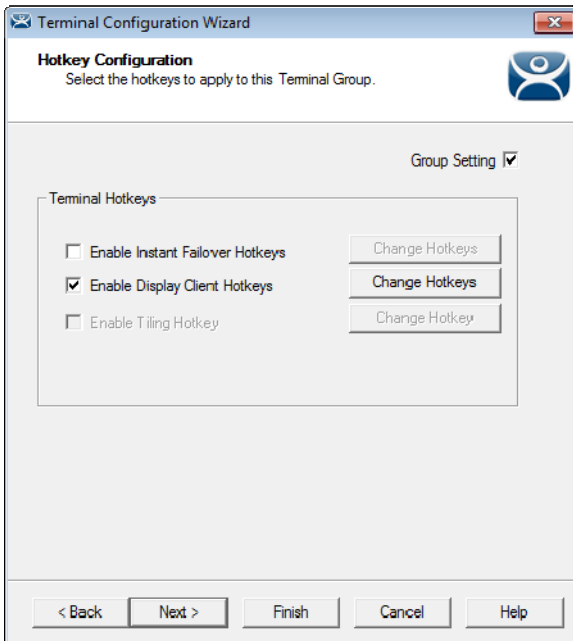 Terminal Configuration Wizard
Hotkey Configuration
Select the hotkeys to apply to this Terminal Group.
Group Setting
Terminal Hotkeys
Enable Instant Failover Hotkeys
Change Hotkeys
Enable Display Client Hotkeys
Change Hotkeys
Enable Tiling Hotkey
Change Hotkey
< Back
Next >
Finish
Cancel
Help